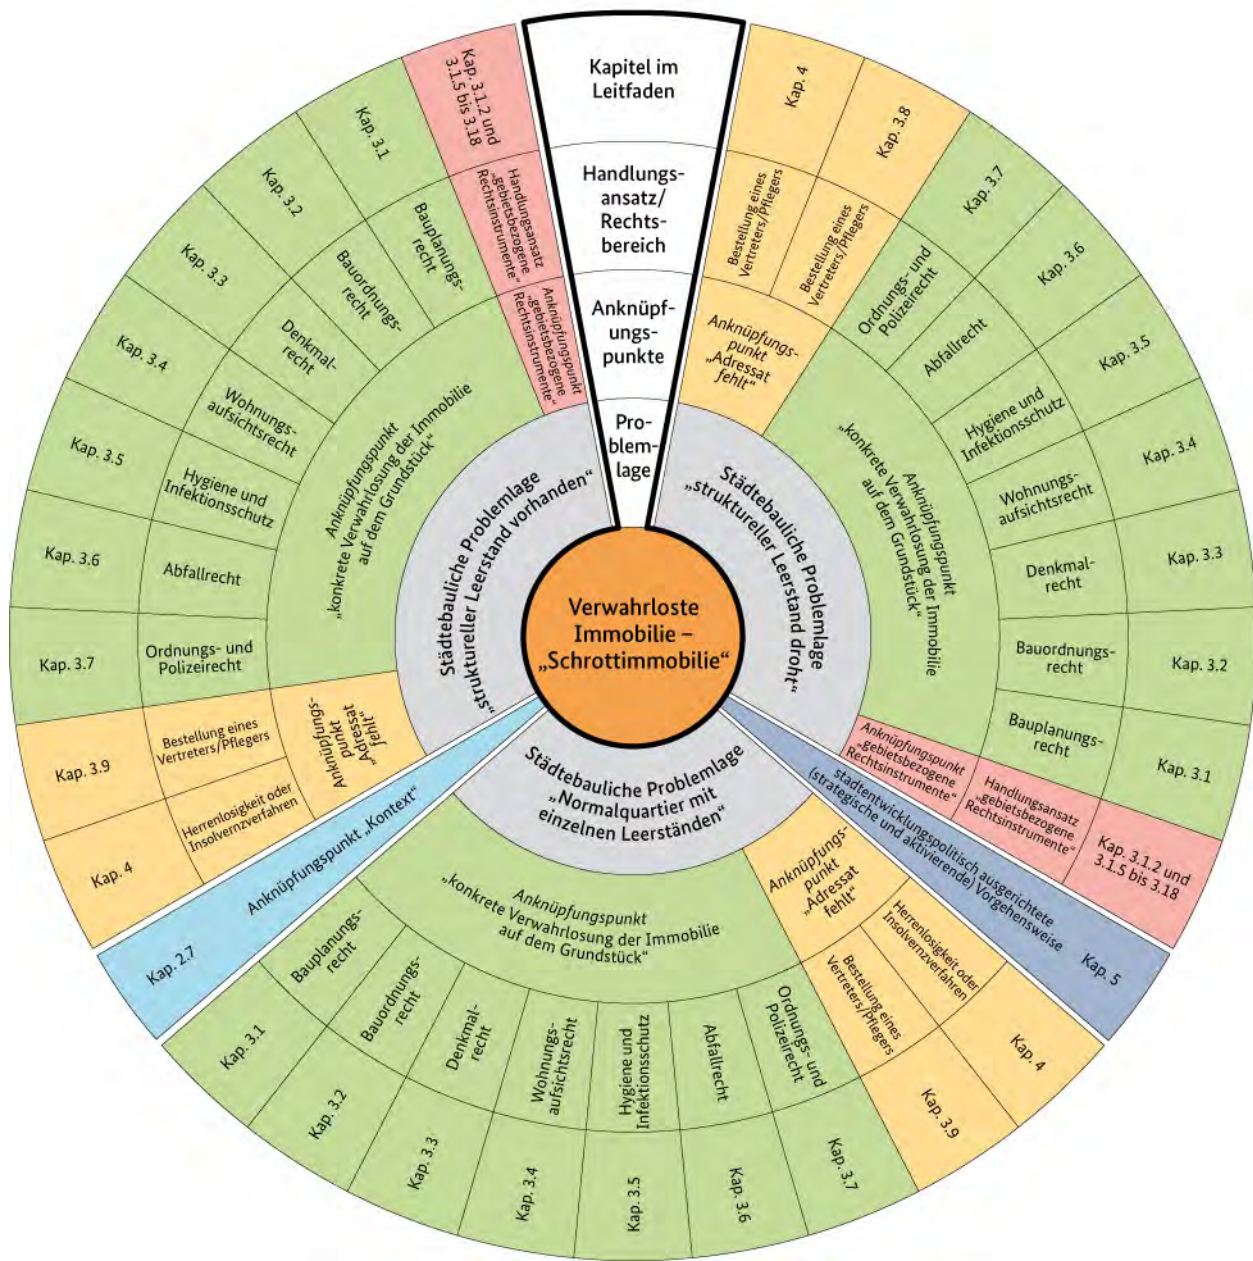 Kapitel im
Leitfaden
Handlungs-
ansatz/
Rechts-
bereich
Anknüpf-
ungs-
punkte
Pro-
blem-
lage
Verwahrloste
Immobilie –
„Schrottimmobilie“
Städtebauliche Problemlage
„struktureller Leerstand droht“
Anknüpfungs-
punkt
„Adressat
fehlt“
Bestellung eines
Vertreters/Pflegers
Kap. 4
Bestellung eines
Vertreters/Pflegers
Kap. 3.8
Anknüpfungspunkt
„konkrete Verwahrlosung der Immobilie
auf dem Grundstück“
Ordnungs- und
Polizeirecht
Kap. 3.7
Abfallrecht
Kap. 3.6
Hygiene und
Infektionsschutz
Kap. 3.5
Wohnungs-
aufsichtsrecht
Kap. 3.4
Denkmal-
recht
Kap. 3.3
Bauordnungs-
recht
Kap. 3.2
Bauplanungs-
recht
Kap. 3.1
Anknüpfungspunkt
„gebietsbezogene
Rechtsinstrumente“
Handlungsansatz
„gebietsbezogene
Rechtsinstrumente“
Kap. 3.1.2 und
3.1.5 bis 3.18
stadtentwicklungspolitisch ausgerichtete
(strategische und aktivierende) Vorgehensweise
Kap. 5
Städtebauliche Problemlage
„Normalquartier mit
einzelnen Leerständen“
Anknüpfungs-
punkt
„Adressat
fehlt“
Herrenlosigkeit oder
Insolvernzverfahren
Kap. 4
Bestellung eines
Vertreters/Pflegers
Kap. 3.9
Anknüpfungspunkt
„konkrete Verwahrlosung der Immobilie
auf dem Grundstück“
Ordnungs- und
Polizeirecht
Kap. 3.7
Abfallrecht
Kap. 3.6
Hygiene und
Infektionsschutz
Kap. 3.5
Wohnungs-
aufsichtsrecht
Kap. 3.4
Denkmal-
recht
Kap. 3.3
Bauordnungs-
recht
Kap. 3.2
Bauplanungs-
recht
Kap. 3.1
Anknüpfungspunkt „Kontext“
Kap. 2.7
Städtebauliche Problemlage
„struktureller Leerstand vorhanden“
Anknüpfungs-
punkt
„Adressat
fehlt“
Herrenlosigkeit oder
Insolvernzverfahren
Kap. 4
Bestellung eines
Vertreters/Pflegers
Kap. 3.9
Anknüpfungspunkt
„konkrete Verwahrlosung der Immobilie
auf dem Grundstück“
Ordnungs- und
Polizeirecht
Kap. 3.7
Abfallrecht
Kap. 3.6
Hygiene und
Infektionsschutz
Kap. 3.5
Wohnungs-
aufsichtsrecht
Kap. 3.4
Denkmal-
recht
Kap. 3.3
Bauordnungs-
recht
Kap. 3.2
Bauplanungs-
recht
Kap. 3.1
Anknüpfungspunkt
„gebietsbezogene
Rechtsinstrumente“
Handlungsansatz
„gebietsbezogene
Rechtsinstrumente“
Kap. 3.1.2 und
3.1.5 bis 3.18